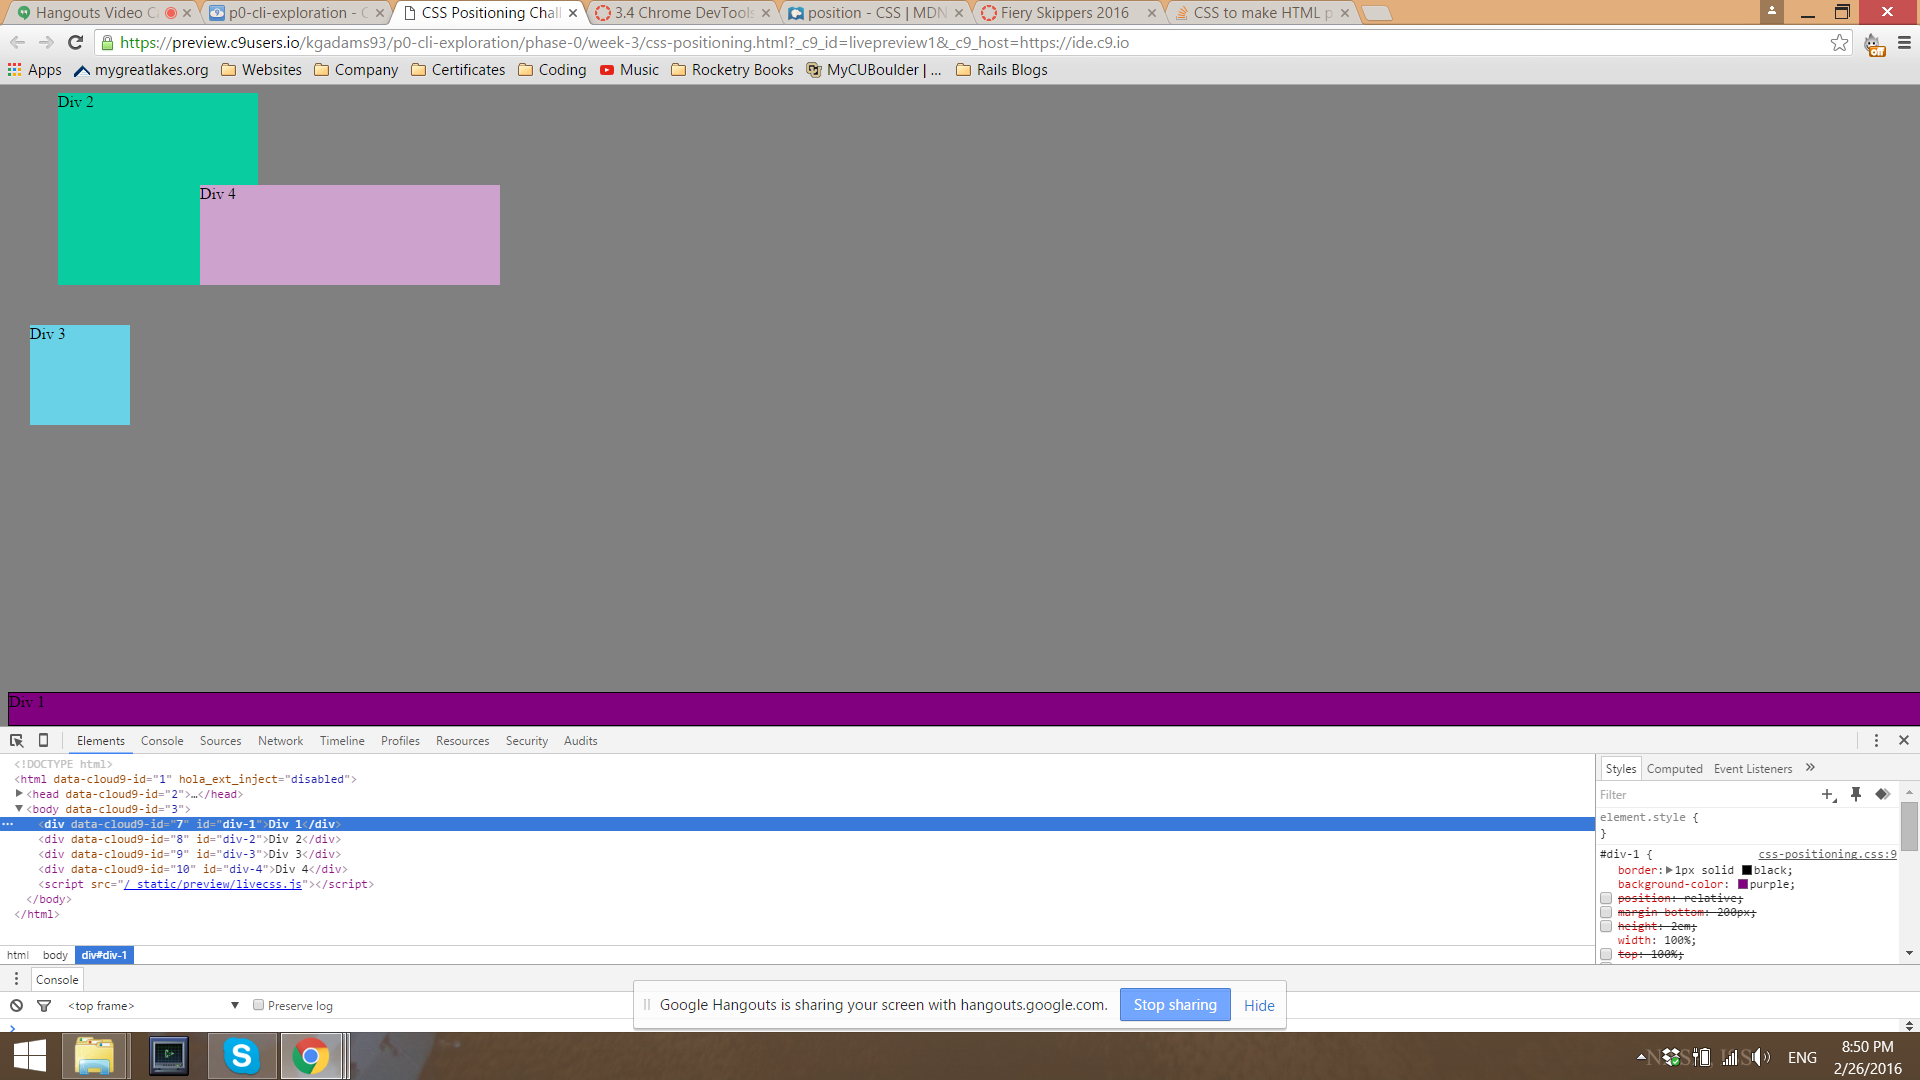 Hangouts Video C
p0-cli-exploration - C
CSS Positioning Chall
3.4 Chrome DevTools
position - CSS | MDN
Fiery Skippers 2016
CSS to make HTML p
https://preview.c9users.io/kgadams93/p0-cli-exploration/phase-0/week-3/css-positioning.html?_c9_id=livepreview1&_c9_host=https://ide.c9.io
off
Apps mygreatlakes.org Websites Company Certificates Coding Music Rocketry Books MyCUBoulder | ... Rails Blogs
Div 2
Div 4
Div 3
Div 1
Elements Console Sources Network Timeline Profiles Resources Security Audits
<!DOCTYPE html>
<html data-cloud9-id="1" hola_ext_inject="disabled">
<head data-cloud9-id="2">…</head>
<body data-cloud9-id="3">
<div data-cloud9-id="7" id="div-1">Div 1</div>
<div data-cloud9-id="8" id="div-2">Div 2</div>
<div data-cloud9-id="9" id="div-3">Div 3</div>
<div data-cloud9-id="10" id="div-4">Div 4</div>
<script src="/_static/preview/livecss.js"></script>
</body>
</html>
html body div#div-1
Styles Computed Event Listeners »
Filter
element.style {
}
#div-1 { css-positioning.css:9
border: 1px solid black;
background-color: purple;
position: relative;
margin-bottom: 200px;
height: 2em;
width: 100%;
top: 100%;
Console
<top frame> Preserve log
Google Hangouts is sharing your screen with hangouts.google.com. Stop sharing Hide
ENG
8:50 PM
2/26/2016